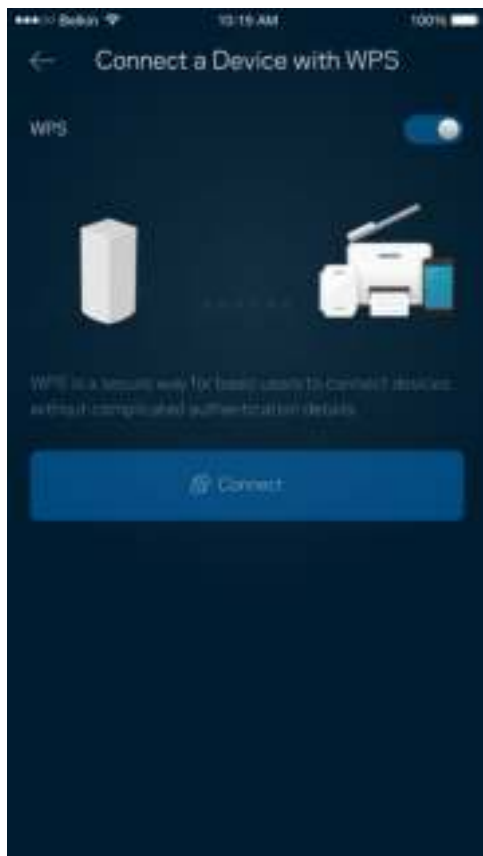 Belkin 10:19 AM 100%
Connect a Device with WPS
WPS
WPS is a secure way for basic users to connect devices
without complicated authentication details.
Connect